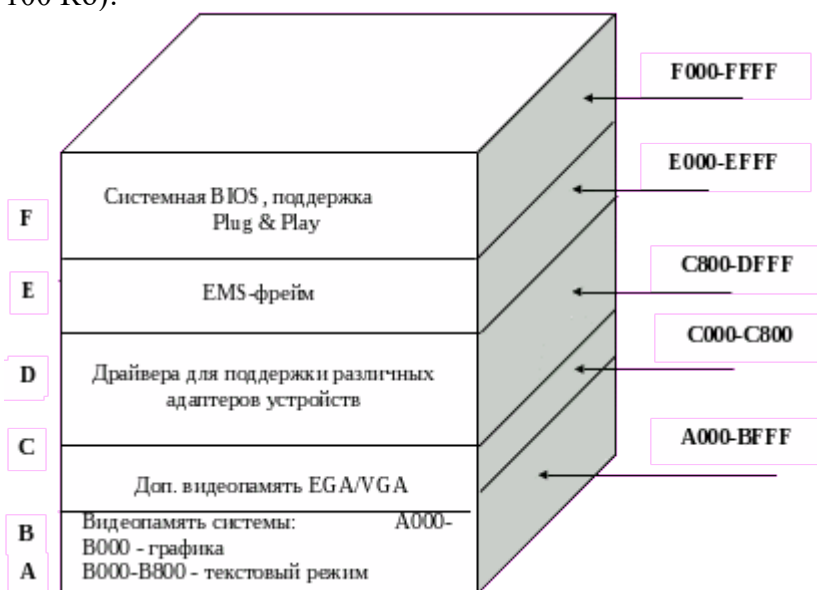 100 Кб).
F000-FFFF
E000-EFFF
Системная BIOS, поддержка
Plug & Play
F
C800-DFFF
E
EMS-фрейм
C000-C800
D
Драйвера для поддержки различных
адаптеров устройств
A000-BFFF
C
Доп. видеопамять EGA/VGA
Видеопамять системы: A000-
B
B000 - графика
A
B000-B800 - текстовый режим